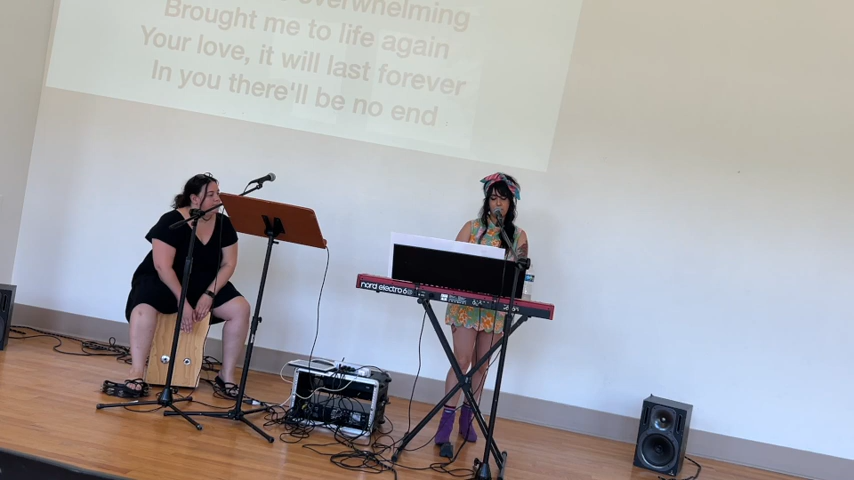 overwhelming
Brought me to life again
Your love, it will last forever
In you there'll be no end
nord electro 6